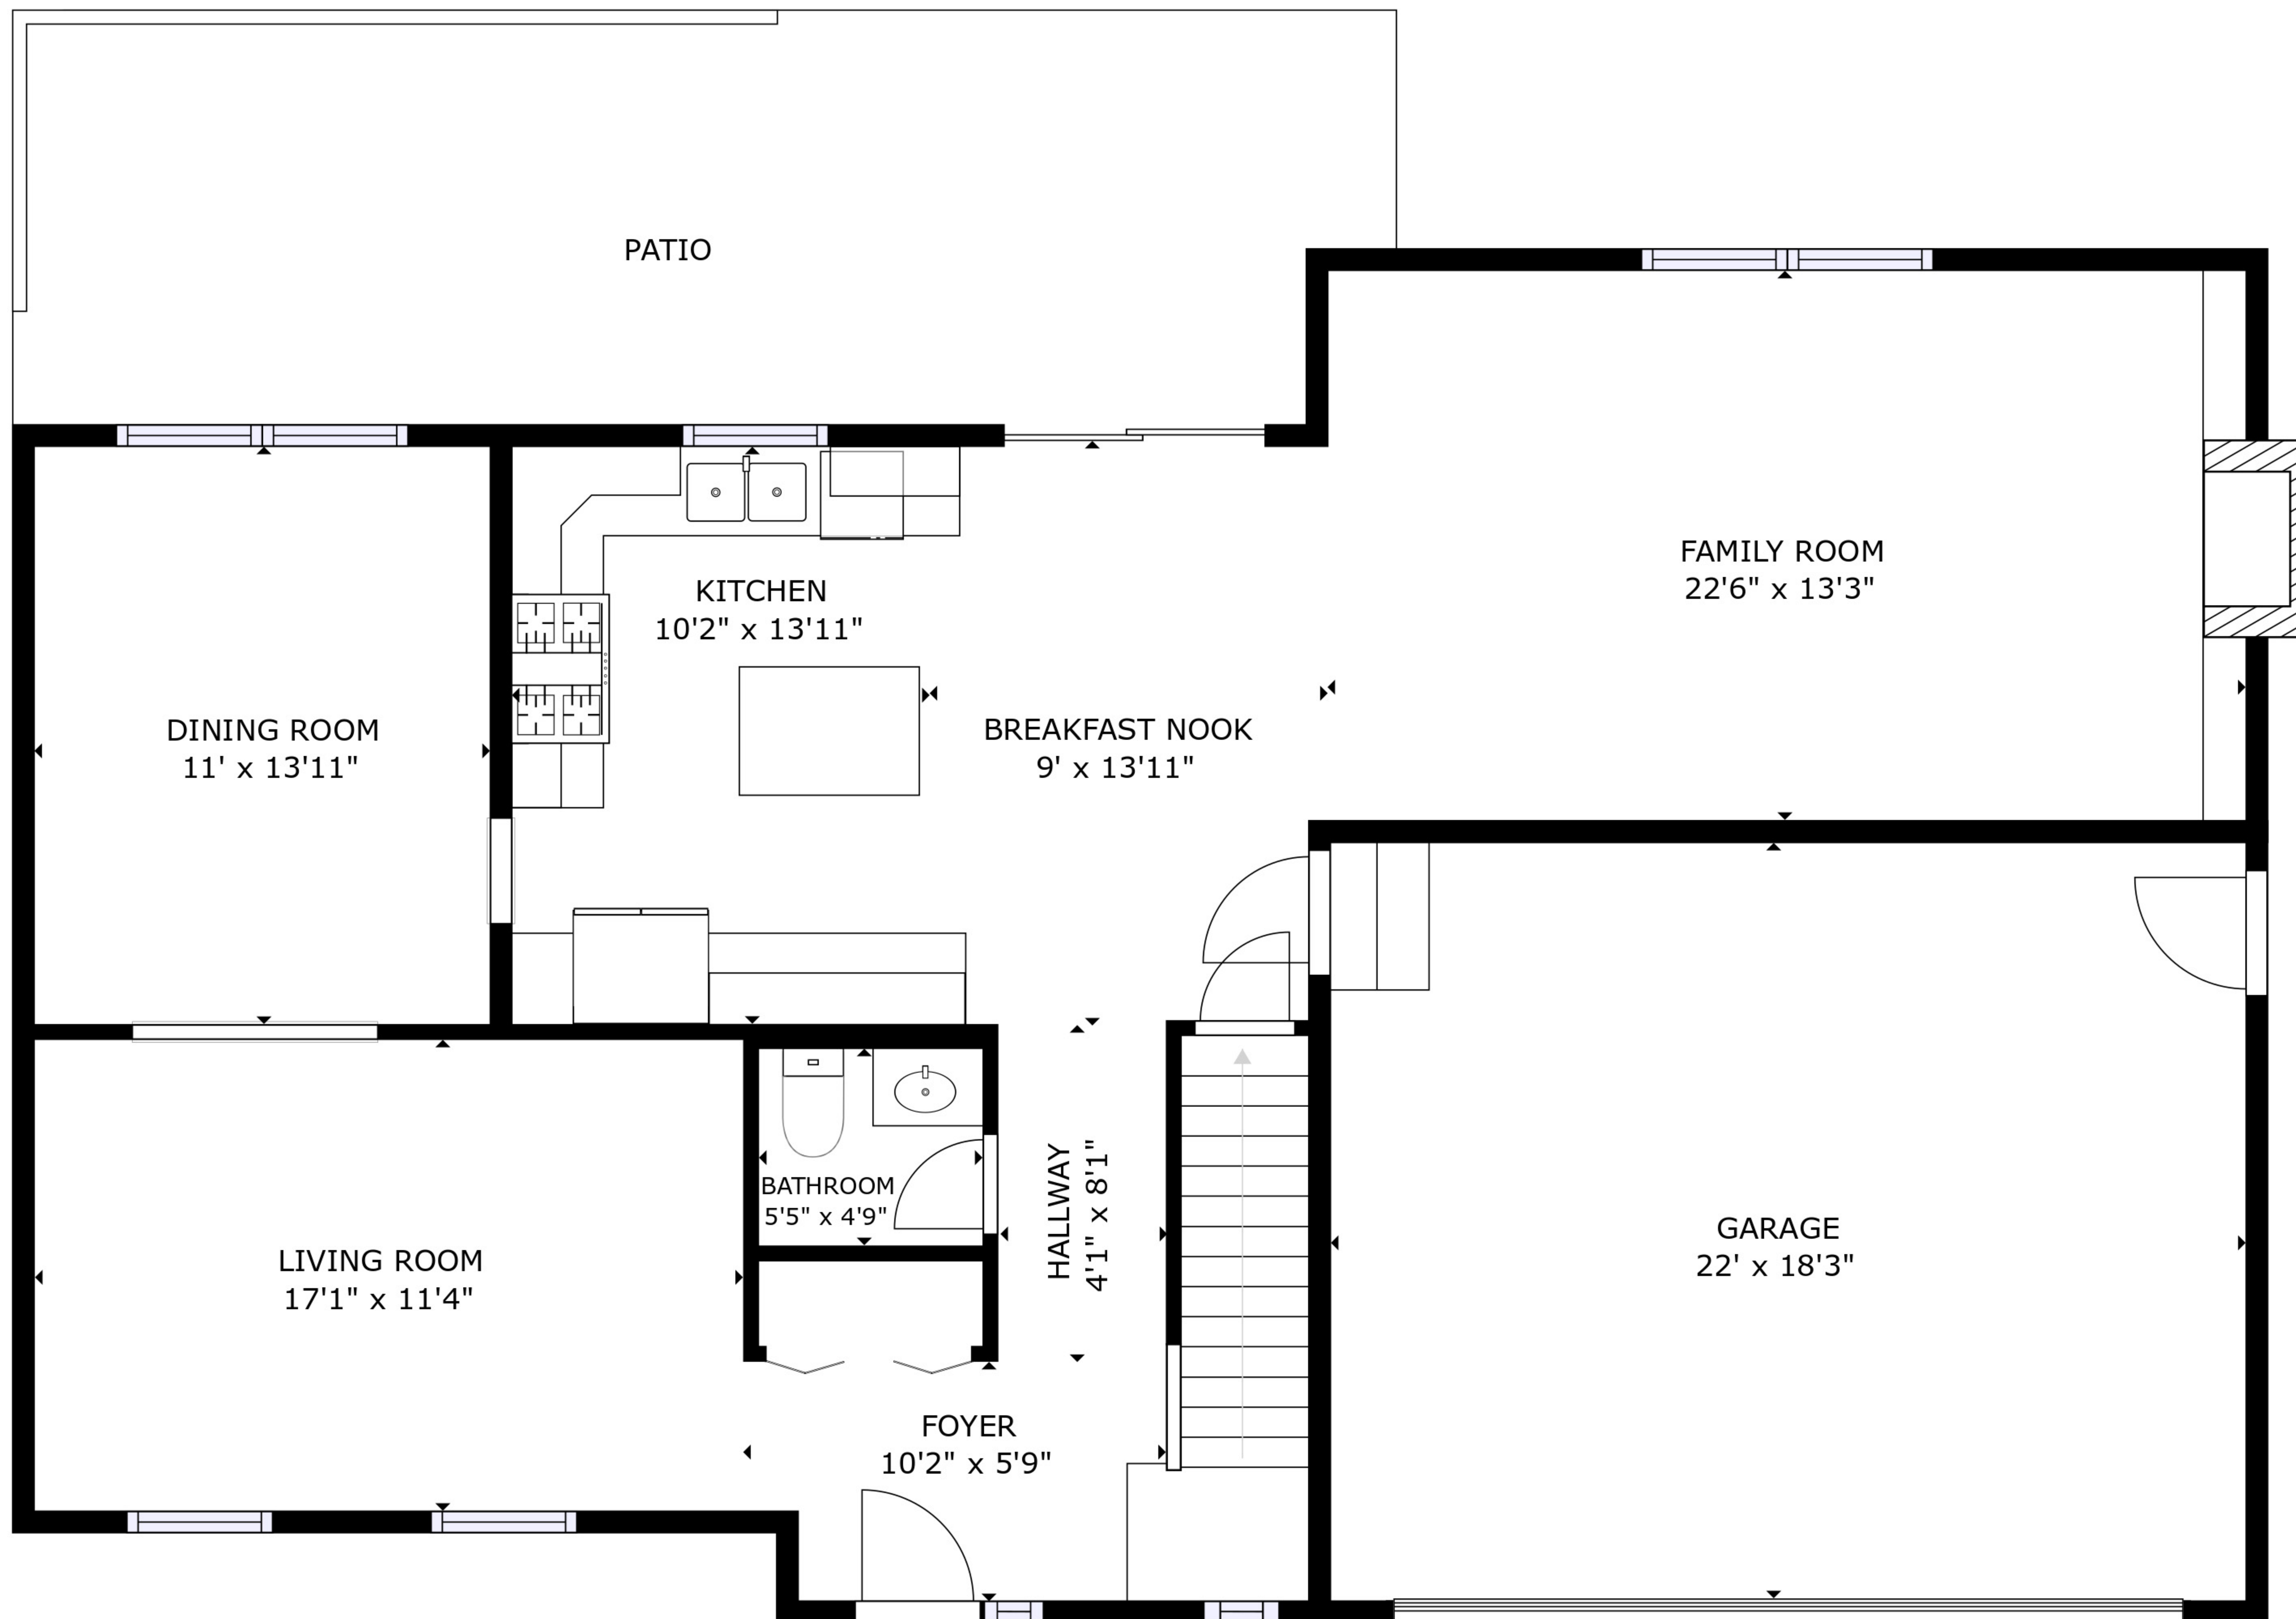 PATIO
FAMILY ROOM
22'6" x 13'3"
KITCHEN
10'2" x 13'11"
DINING ROOM
11' x 13'11"
BREAKFAST NOOK
9' x 13'11"
BATHROOM
5'5" x 4'9"
HALLWAY
4'1" x 8'1"
LIVING ROOM
17'1" x 11'4"
GARAGE
22' x 18'3"
FOYER
10'2" x 5'9"